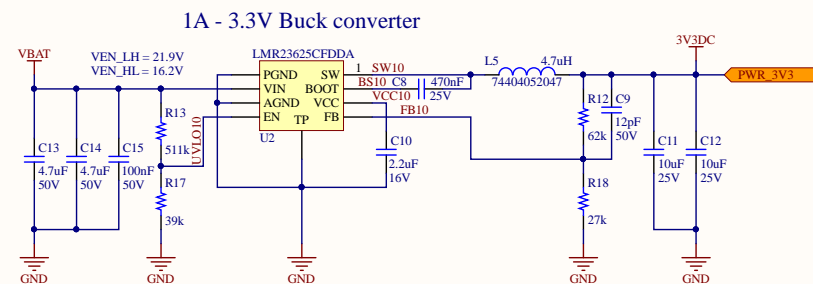 1A - 3.3V Buck converter
VBAT
VEN_LH = 21.9V
VEN_HL = 16.2V
LMR23625CFDDA
PGND
VIN
AGND
EN
TP
SW
BOOT
VCC
FB
U2
1
SW10
BS10
VCC10
FB10
C8
470nF
25V
L5
4.7uH
74404052047
3V3DC
PWR_3V3
R13
511k
UVLO10
R17
39k
C13
4.7uF
50V
C14
4.7uF
50V
C15
100nF
50V
C10
2.2uF
16V
R12
62k
C9
12pF
50V
R18
27k
C11
10uF
25V
C12
10uF
25V
GND
GND
GND
GND
GND